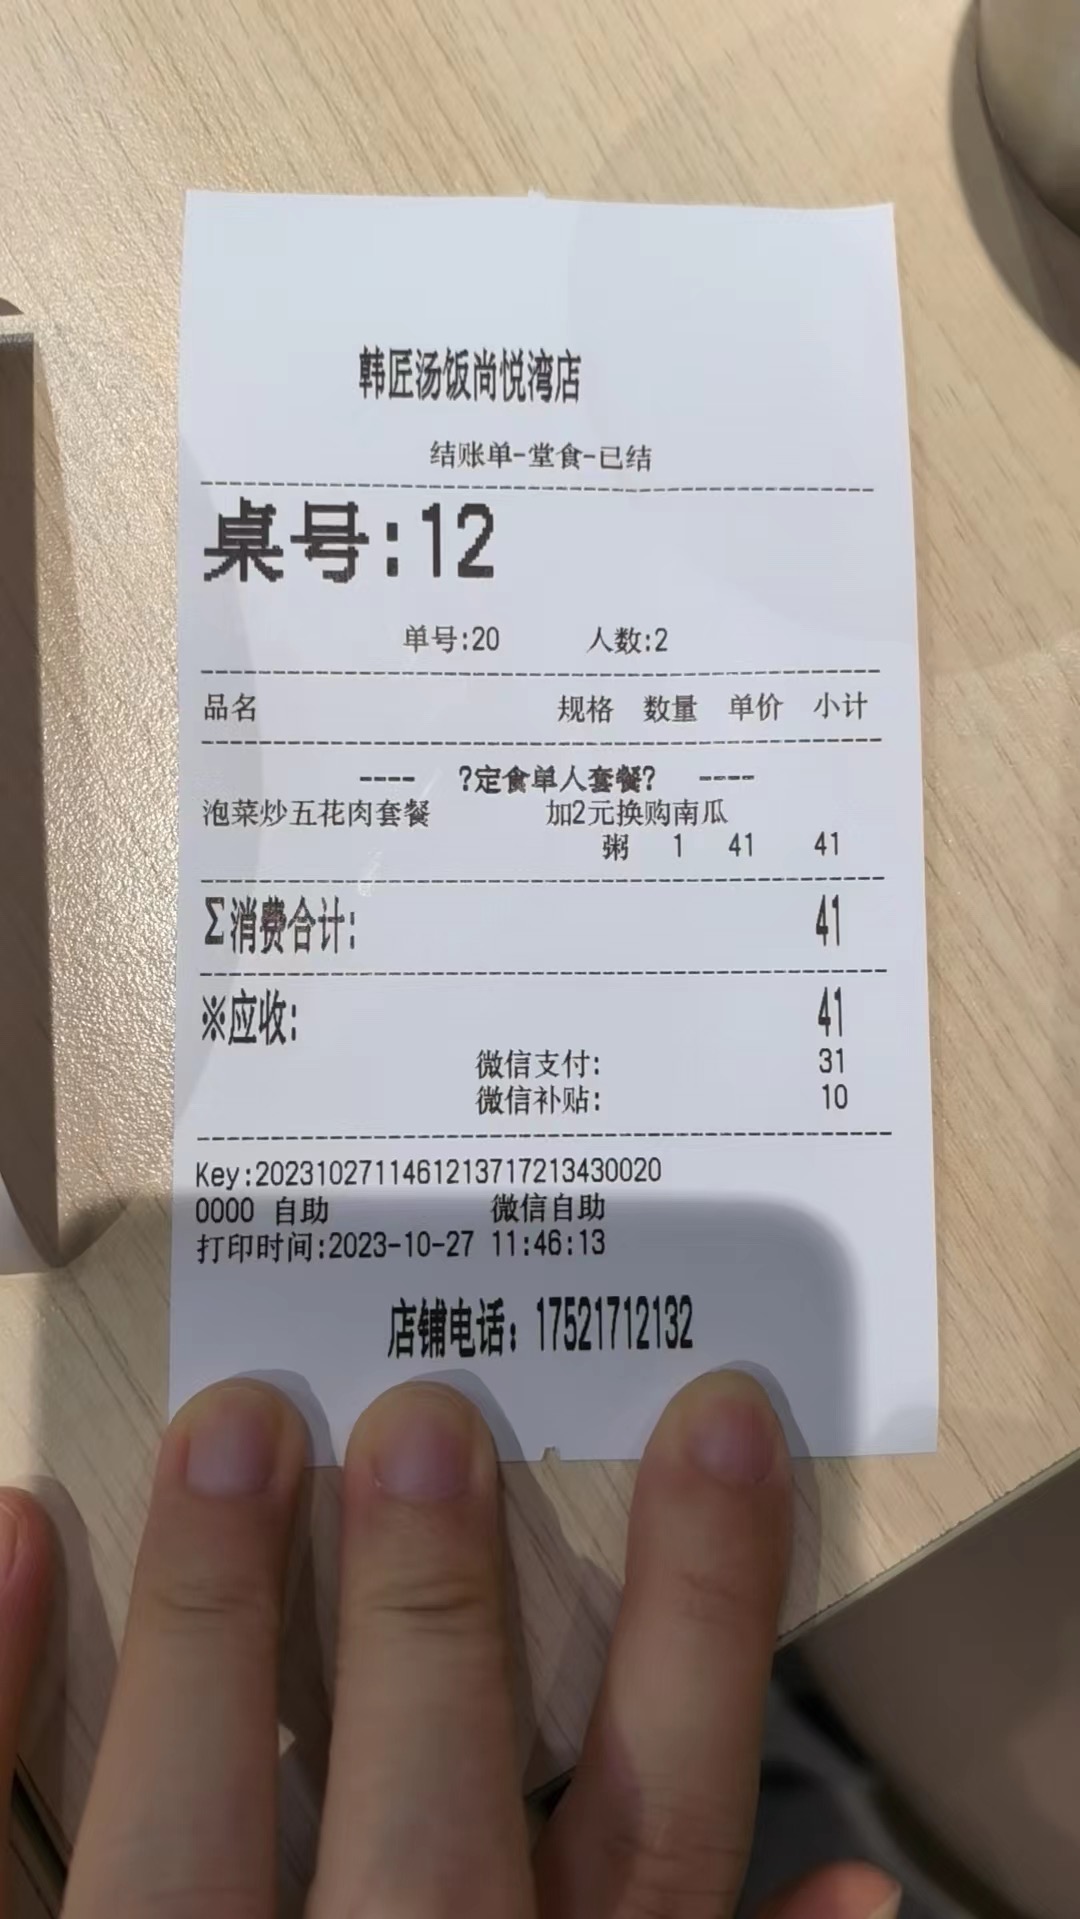 韩匠汤饭尚悦湾店
结账单-堂食-已结
桌号:12
单号:20 人数:2
品名 规格 数量 单价 小计
---- ?定食单人套餐? ----
泡菜炒五花肉套餐 加2元换购南瓜
粥 1 41 41
Σ消费合计: 41
※应收: 41
微信支付: 31
微信补贴: 10
Key:2023102711461213717213430020
0000 自助 微信自助
打印时间:2023-10-27 11:46:13
店铺电话：17521712132